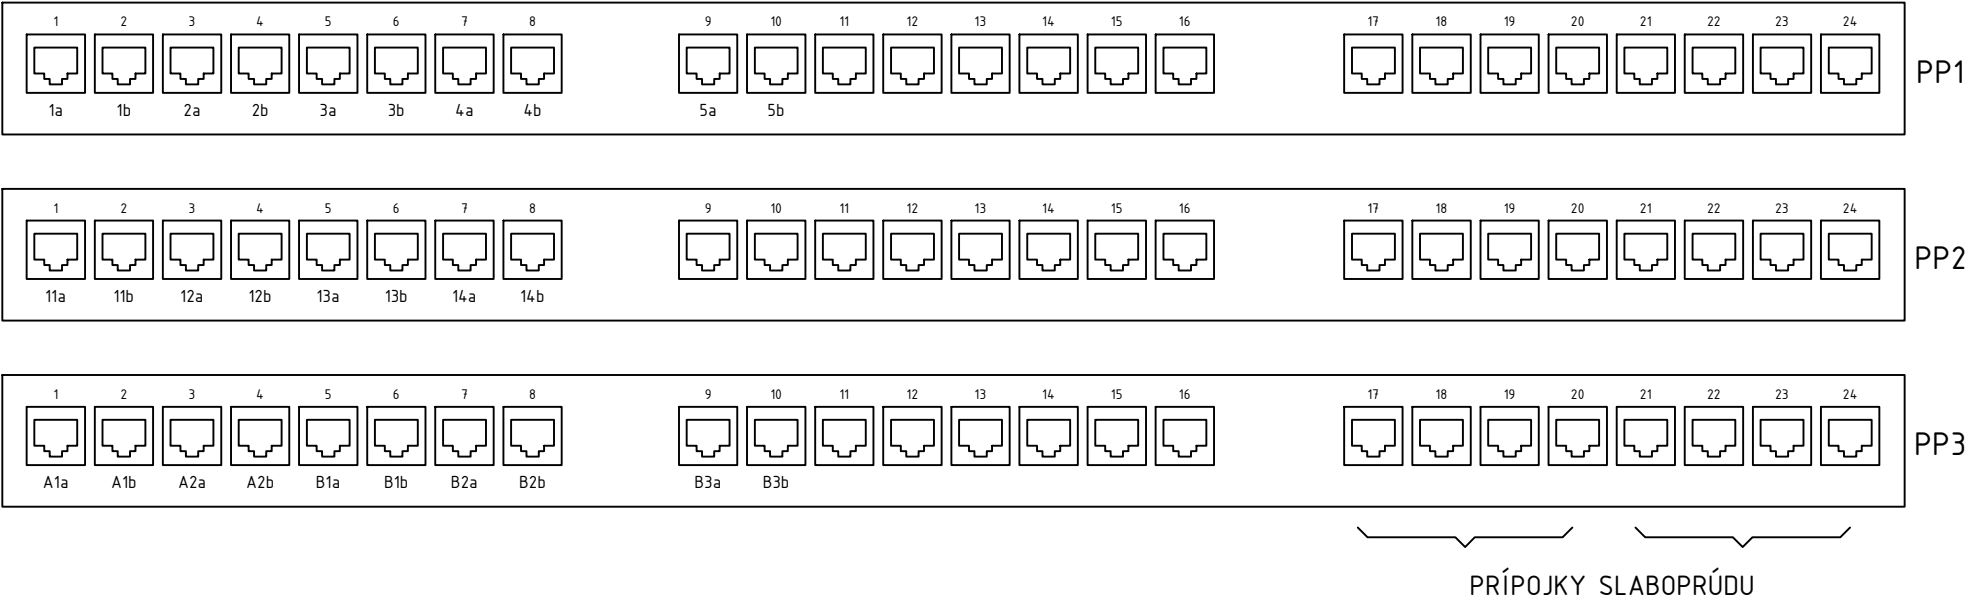 1 2 3 4 5 6 7 8 9 10 11 12 13 14 15 16 17 18 19 20 21 22 23 24
PP1
1a 1b 2a 2b 3a 3b 4a 4b 5a 5b
1 2 3 4 5 6 7 8 9 10 11 12 13 14 15 16 17 18 19 20 21 22 23 24
PP2
11a 11b 12a 12b 13a 13b 14a 14b
1 2 3 4 5 6 7 8 9 10 11 12 13 14 15 16 17 18 19 20 21 22 23 24
PP3
A1a A1b A2a A2b B1a B1b B2a B2b B3a B3b
PRÍPOJKY SLABOPRÚDU